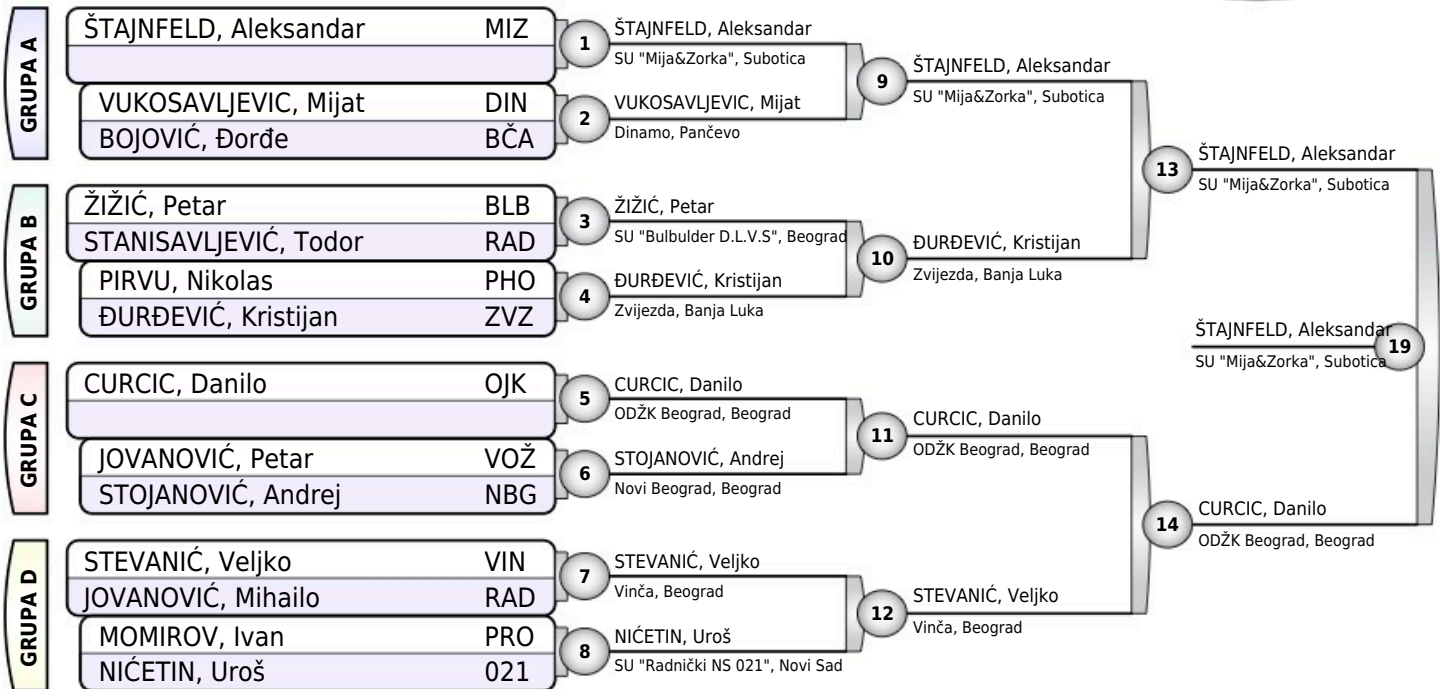 GRUPA A
ŠTAJNFELD, Aleksandar MIZ
VUKOSAVLJEVIC, Mijat DIN
BOJOVIĆ, Đorđe BČA
1
ŠTAJNFELD, Aleksandar
SU "Mija&Zorka", Subotica
2
VUKOSAVLJEVIC, Mijat
Dinamo, Pančevo
9
ŠTAJNFELD, Aleksandar
SU "Mija&Zorka", Subotica
GRUPA B
ŽIŽIĆ, Petar BLB
STANISAVLJEVIĆ, Todor RAD
PIRVU, Nikolas PHO
ĐURĐEVIĆ, Kristijan ZVZ
3
ŽIŽIĆ, Petar
SU "Bulbulder D.L.V.S", Beograd
4
ĐURĐEVIĆ, Kristijan
Zvijezda, Banja Luka
10
ĐURĐEVIĆ, Kristijan
Zvijezda, Banja Luka
13
ŠTAJNFELD, Aleksandar
SU "Mija&Zorka", Subotica
GRUPA C
CURCIC, Danilo OJK
JOVANOVIĆ, Petar VOŽ
STOJANOVIĆ, Andrej NBG
5
CURCIC, Danilo
ODŽK Beograd, Beograd
6
STOJANOVIĆ, Andrej
Novi Beograd, Beograd
11
CURCIC, Danilo
ODŽK Beograd, Beograd
GRUPA D
STEVANIĆ, Veljko VIN
JOVANOVIĆ, Mihailo RAD
MOMIROV, Ivan PRO
NIĆETIN, Uroš 021
7
STEVANIĆ, Veljko
Vinča, Beograd
8
NIĆETIN, Uroš
SU "Radnički NS 021", Novi Sad
12
STEVANIĆ, Veljko
Vinča, Beograd
14
CURCIC, Danilo
ODŽK Beograd, Beograd
ŠTAJNFELD, Aleksandar
SU "Mija&Zorka", Subotica
19